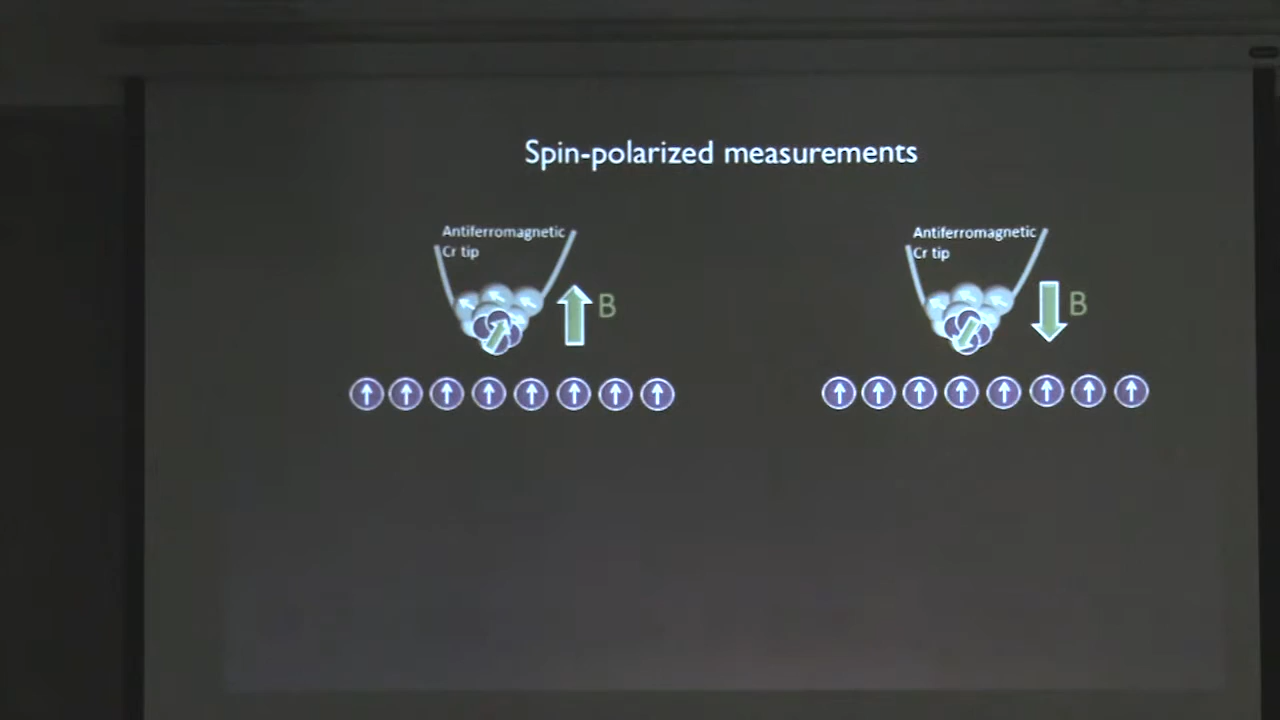 Spin-polarized measurements
Antiferromagnetic
Cr tip
B
Antiferromagnetic
Cr tip
B